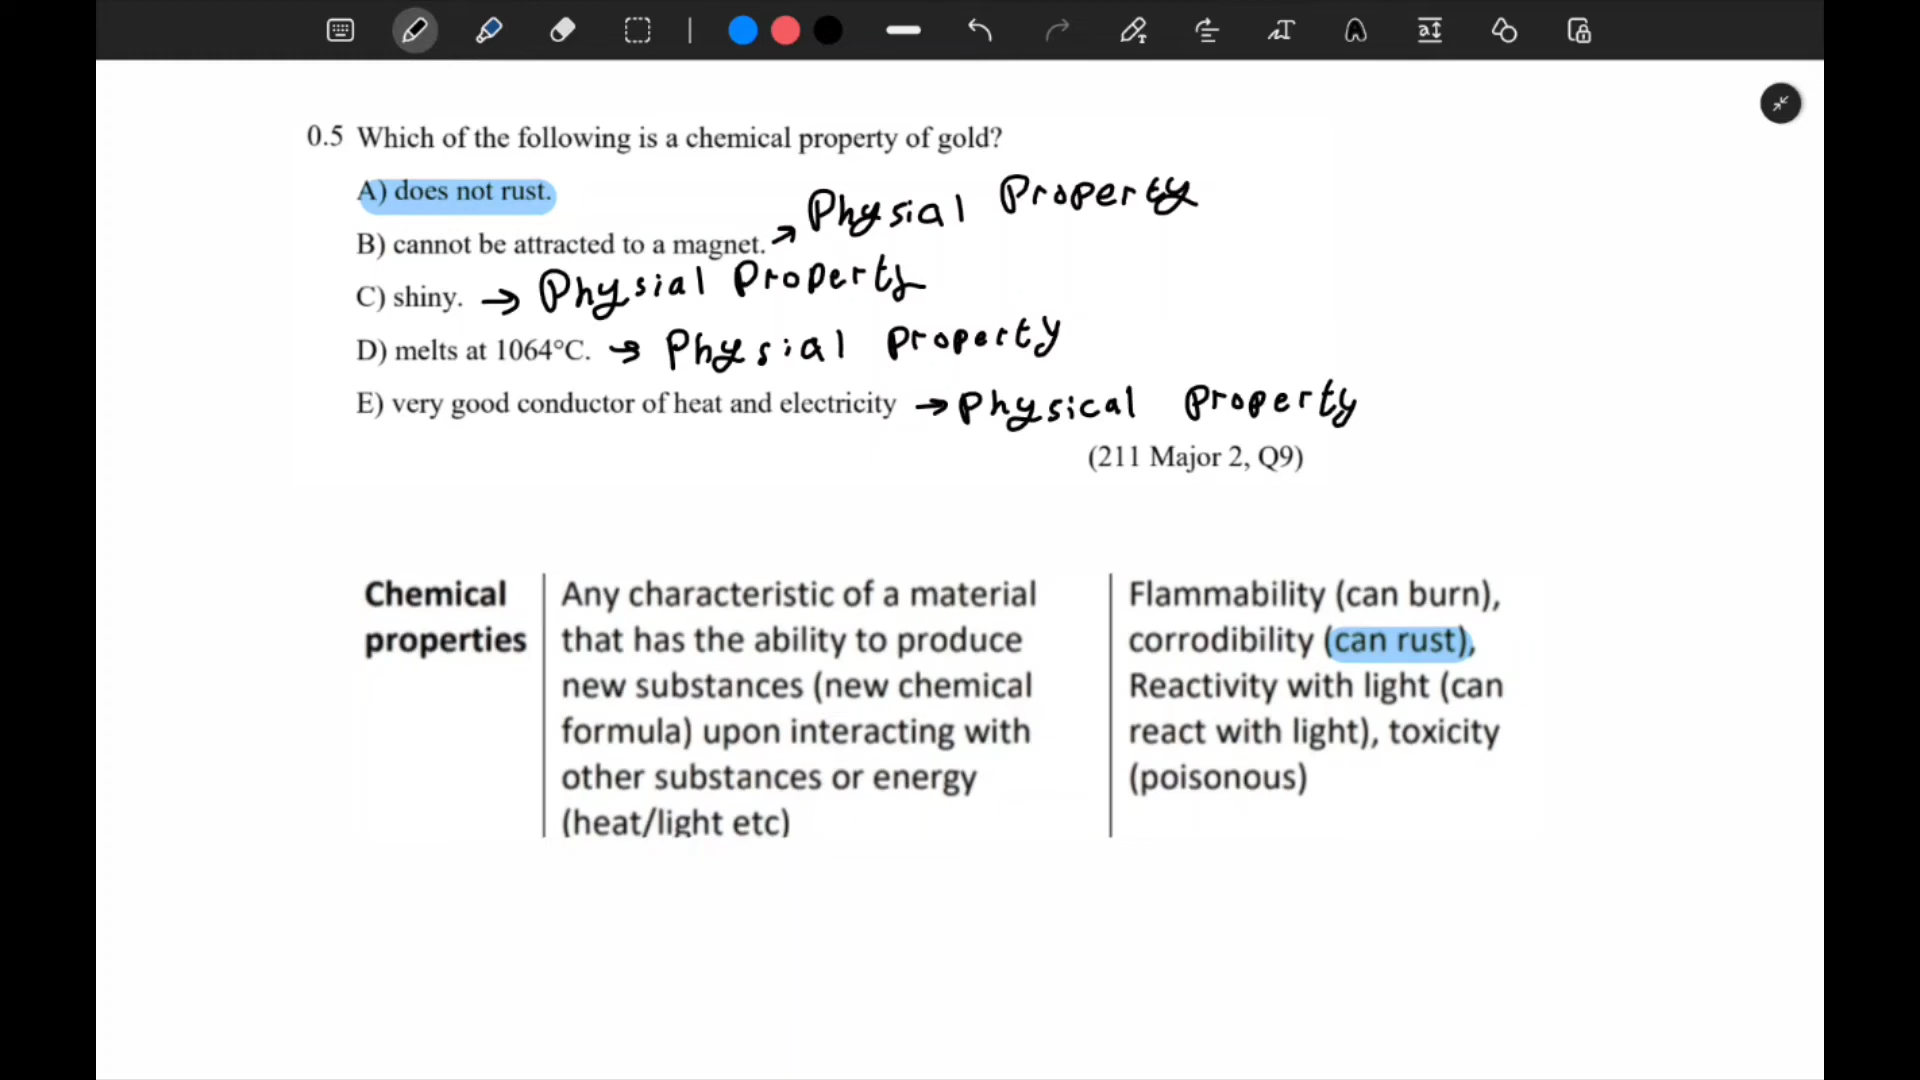 0.5 Which of the following is a chemical property of gold?
A) does not rust.
B) cannot be attracted to a magnet. → Physial Property
C) shiny. → Physial Property
D) melts at 1064°C. → Physial Property
E) very good conductor of heat and electricity → Physical Property
(211 Major 2, Q9)
Chemical | Any characteristic of a material | Flammability (can burn),
properties | that has the ability to produce | corrodibility (can rust),
new substances (new chemical | Reactivity with light (can
formula) upon interacting with | react with light), toxicity
other substances or energy | (poisonous)
(heat/light etc)